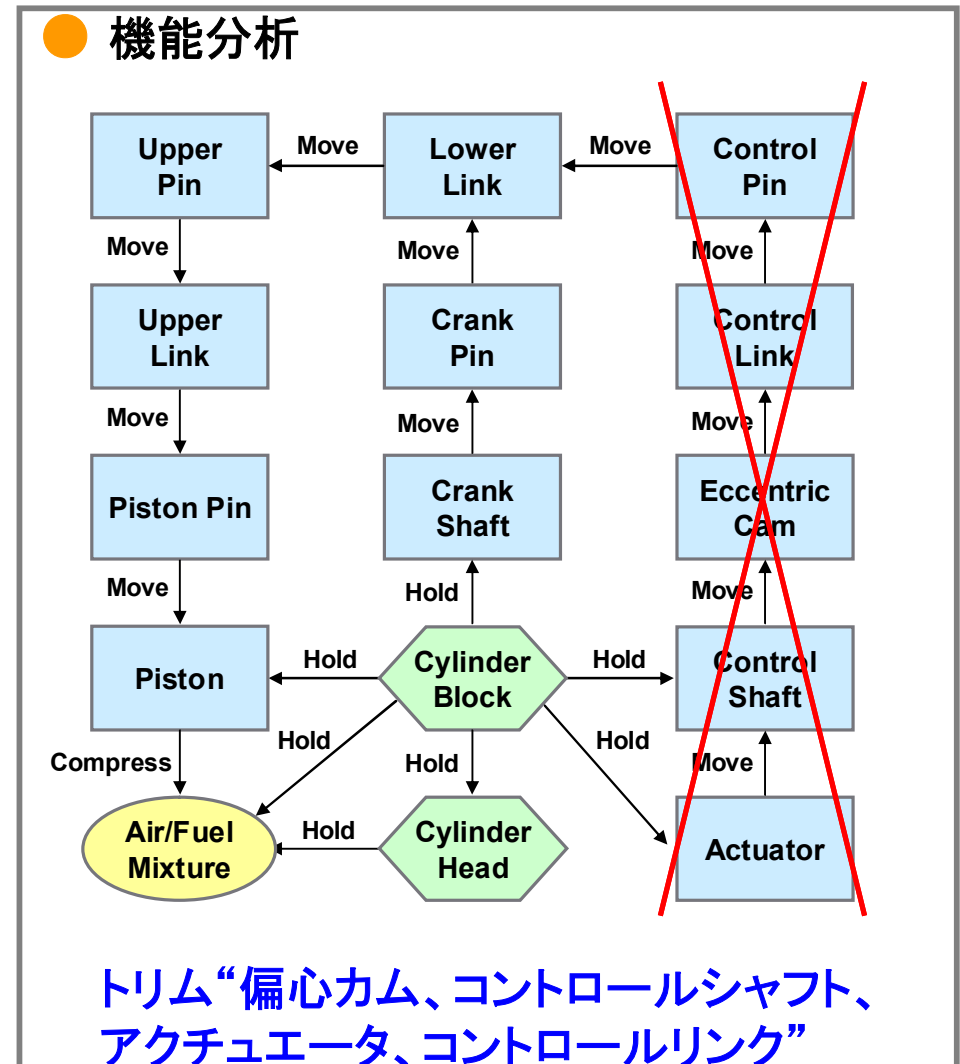 機能分析
Upper
Pin
Move
Lower
Link
Move
Control
Pin
Move
Move
Move
Upper
Link
Crank
Pin
Control
Link
Move
Move
Move
Piston Pin
Crank
Shaft
Eccentric
Cam
Move
Hold
Move
Piston
Hold
Cylinder
Block
Hold
Control
Shaft
Compress
Hold
Hold
Hold
Move
Air/Fuel
Mixture
Hold
Cylinder
Head
Actuator
トリム“偏心カム、コントロールシャフト、
アクチュエータ、コントロールリンク”